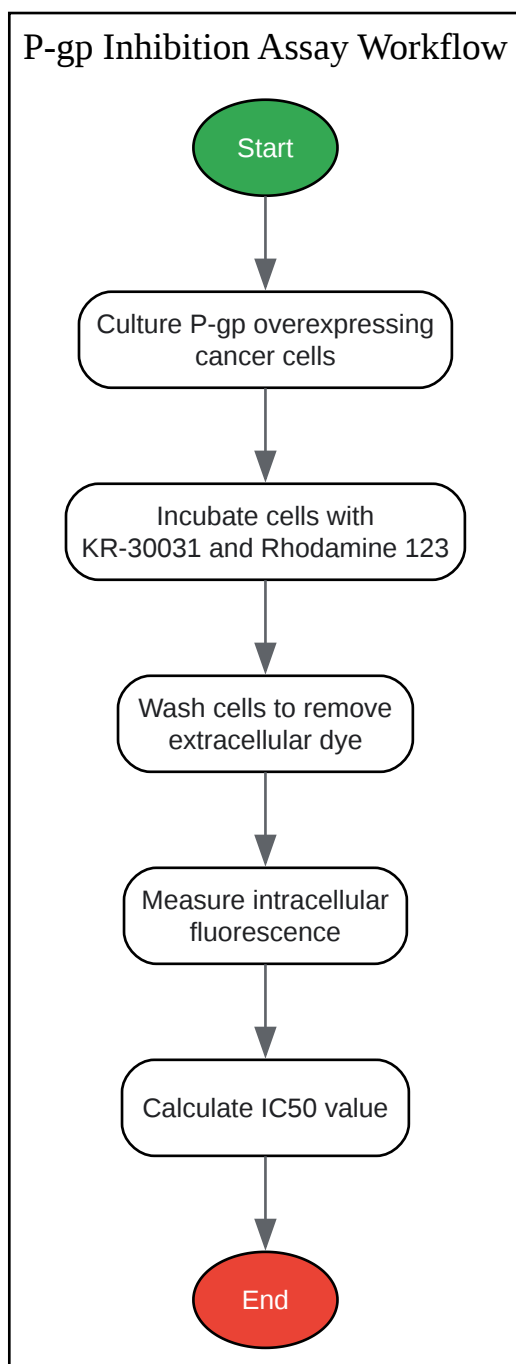 P-gp Inhibition Assay Workflow
Start
Culture P-gp overexpressing
cancer cells
Incubate cells with
KR-30031 and Rhodamine 123
Wash cells to remove
extracellular dye
Measure intracellular
fluorescence
Calculate IC50 value
End